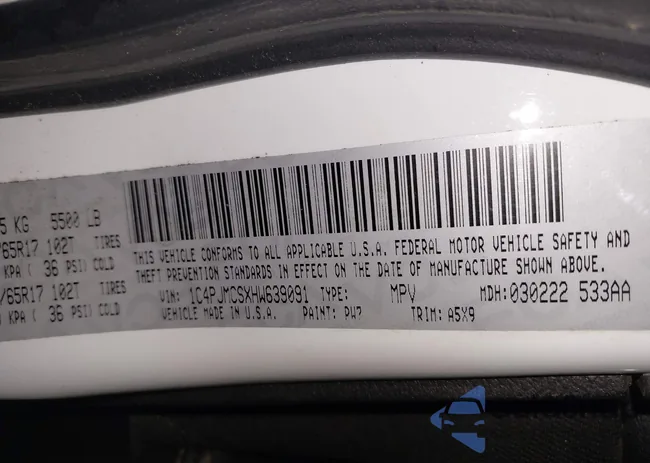 5 KG 5500 LB
/65R17 102T TIRES
KPA ( 36 PSI) COLD
/65R17 102T TIRES
KPA ( 36 PSI) COLD
THIS VEHICLE CONFORMS TO ALL APPLICABLE U.S.A. FEDERAL MOTOR VEHICLE SAFETY AND
THEFT PREVENTION STANDARDS IN EFFECT ON THE DATE OF MANUFACTURE SHOWN ABOVE.
VIN: 1C4PJMCSXHW639091 TYPE: MPV MDH: 030222 533AA
VEHICLE MADE IN U.S.A. PAINT: PW7 TRIM: A5X9